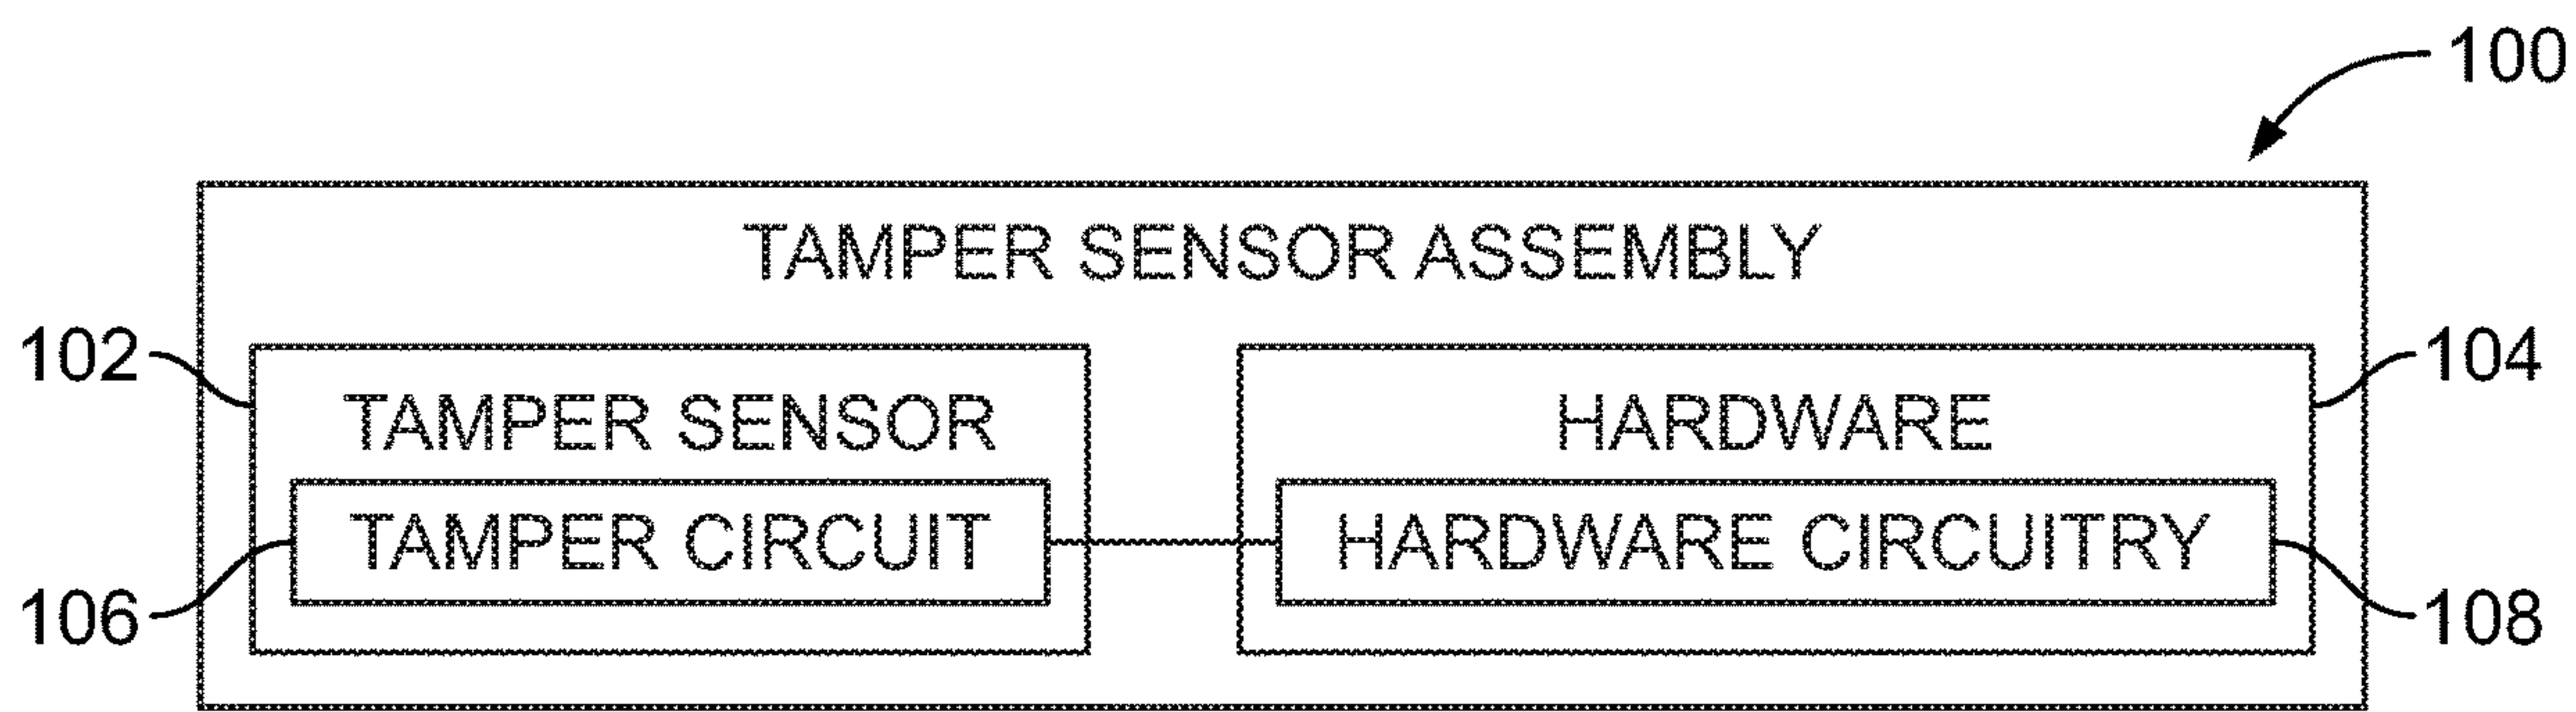 100
TAMPER SENSOR ASSEMBLY
102
104
TAMPER SENSOR
HARDWARE
TAMPER CIRCUIT
HARDWARE CIRCUITRY
106
108